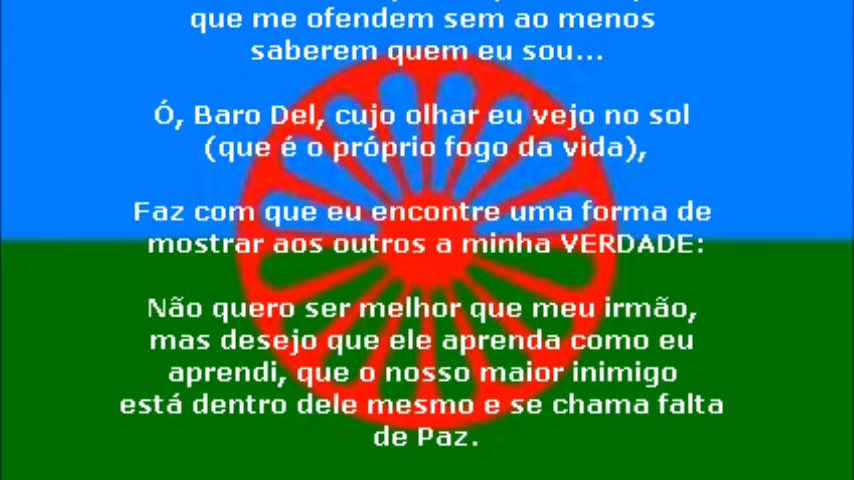 que me ofendem sem ao menos
saberem quem eu sou...
Ó, Baro Del, cujo olhar eu vejo no sol
(que é o próprio fogo da vida),
Faz com que eu encontre uma forma de
mostrar aos outros a minha VERDADE:
Não quero ser melhor que meu irmão,
mas desejo que ele aprenda como eu
aprendi, que o nosso maior inimigo
está dentro dele mesmo e se chama falta
de Paz.